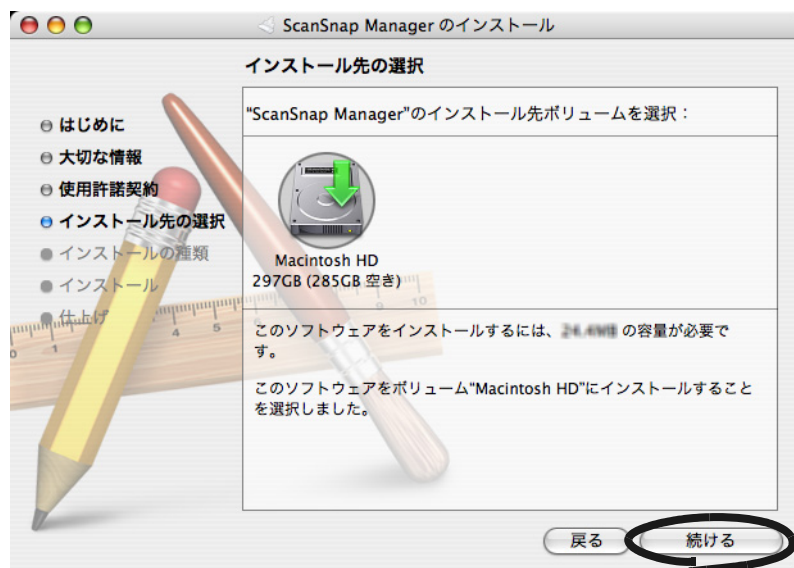 ScanSnap Manager のインストール
インストール先の選択
はじめに
大切な情報
使用許諾契約
インストール先の選択
インストールの種類
インストール
仕上げ
"ScanSnap Manager"のインストール先ボリュームを選択：
Macintosh HD
297GB (285GB 空き)
このソフトウェアをインストールするには、 の容量が必要で
す。
このソフトウェアをボリューム"Macintosh HD"にインストールすること
を選択しました。
0 1 4 5 9 10
戻る
続ける